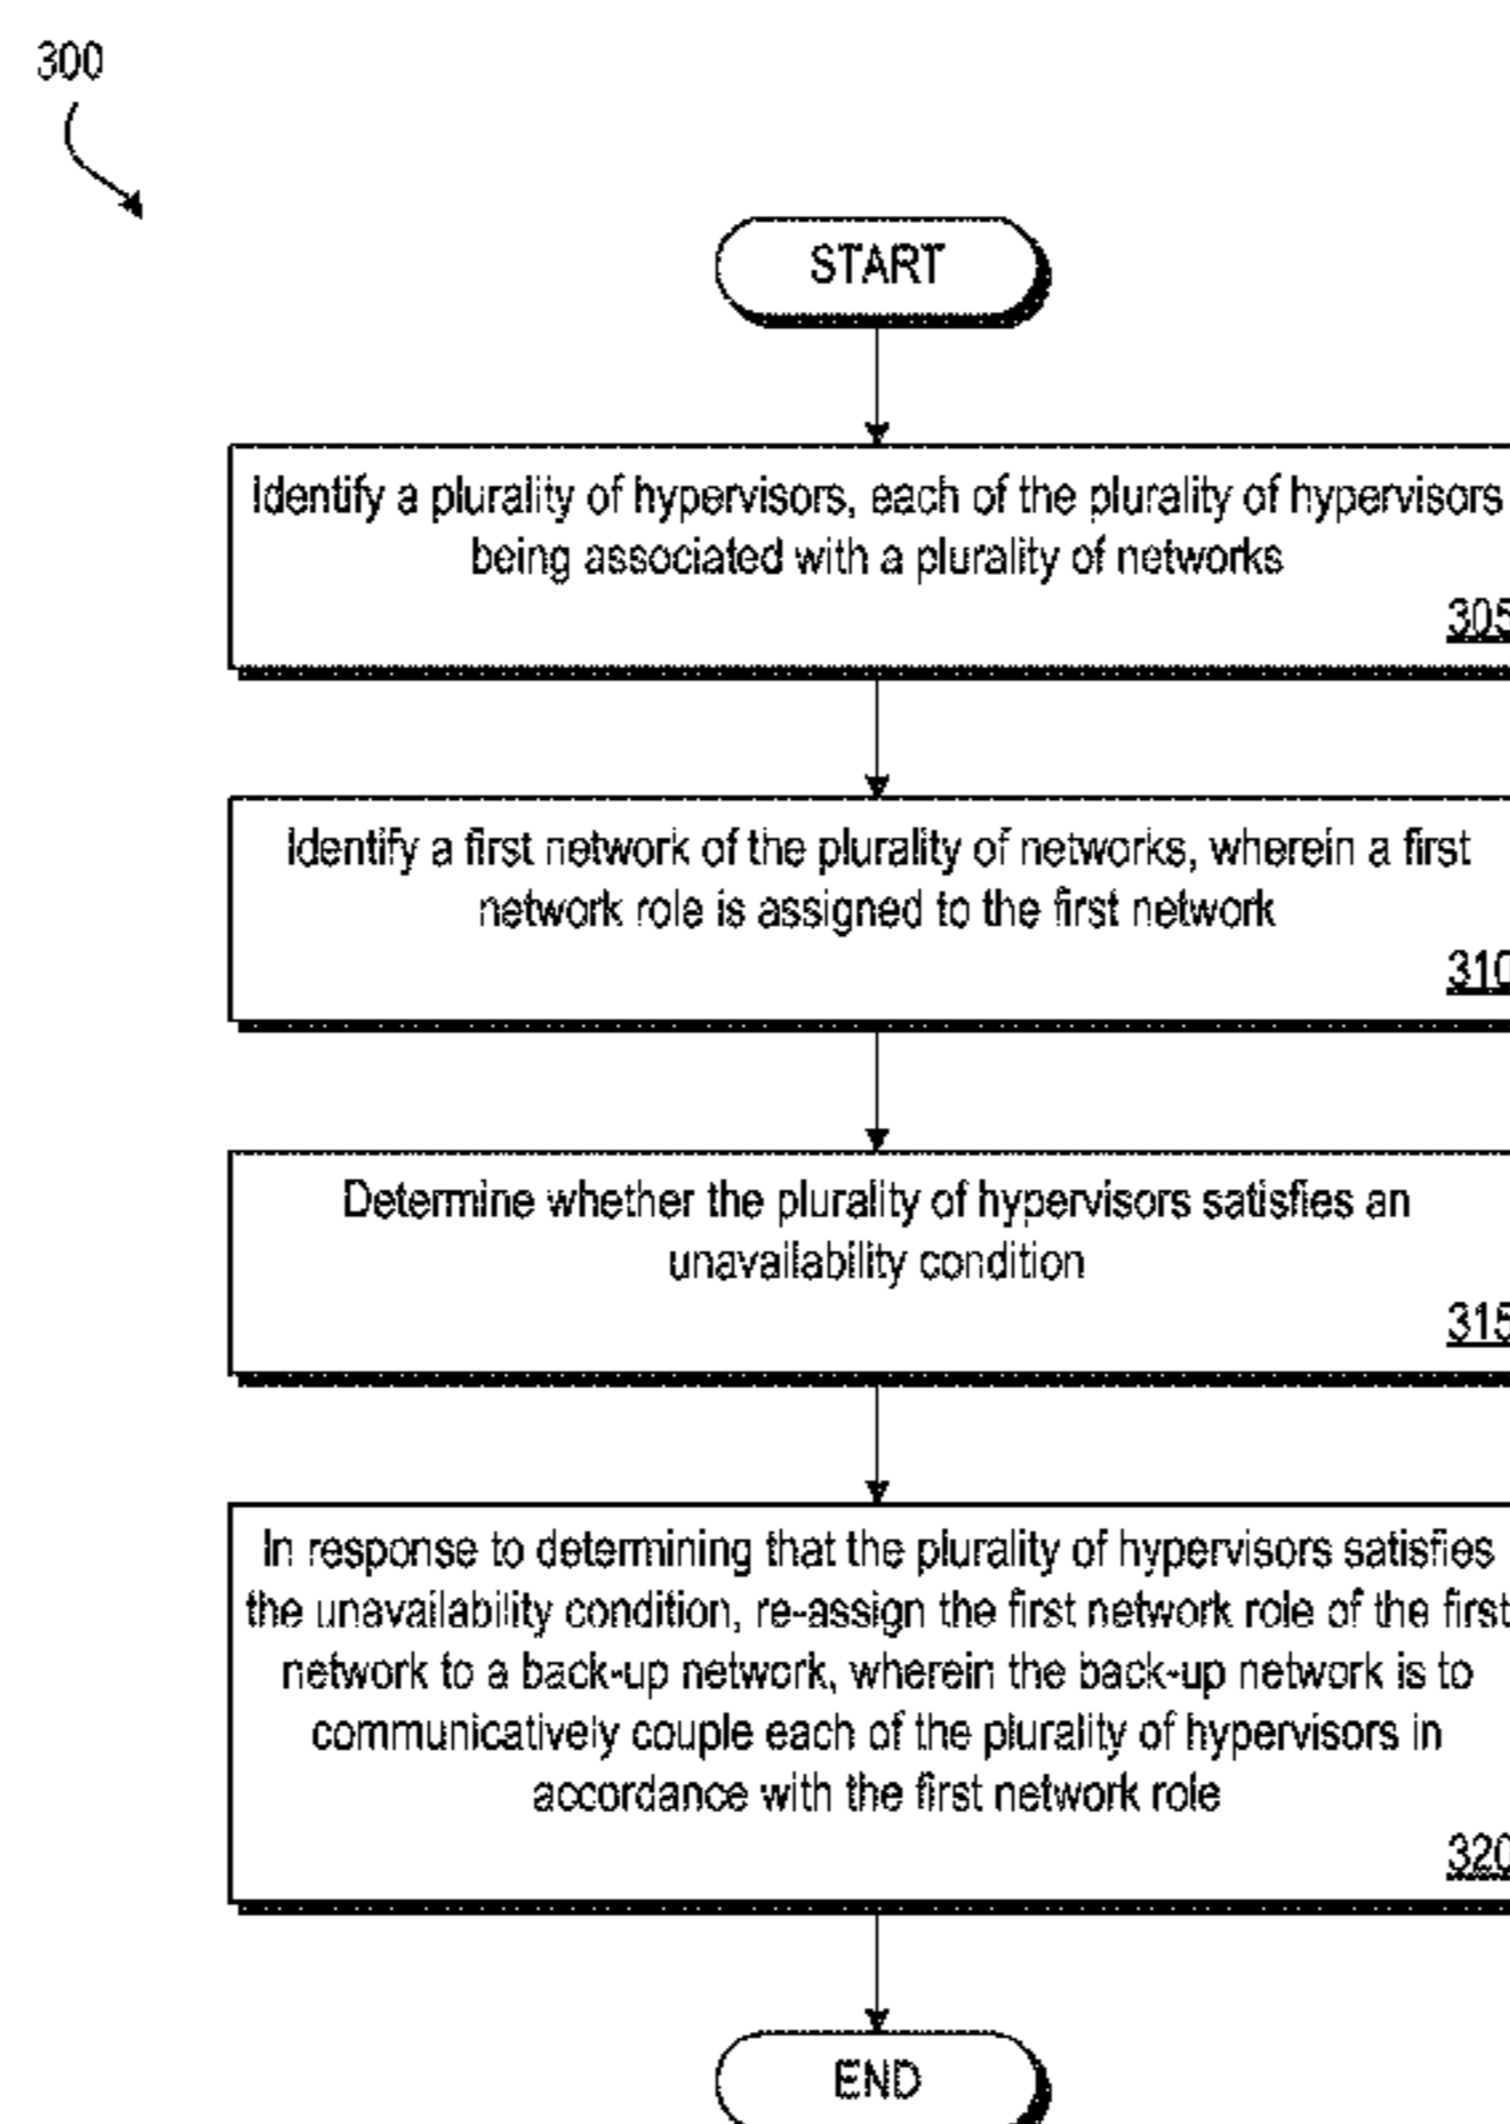 300
START
Identify a plurality of hypervisors, each of the plurality of hypervisors
being associated with a plurality of networks
305
Identify a first network of the plurality of networks, wherein a first
network role is assigned to the first network
310
Determine whether the plurality of hypervisors satisfies an
unavailability condition
315
In response to determining that the plurality of hypervisors satisfies
the unavailability condition, re-assign the first network role of the first
network to a back-up network, wherein the back-up network is to
communicatively couple each of the plurality of hypervisors in
accordance with the first network role
320
END